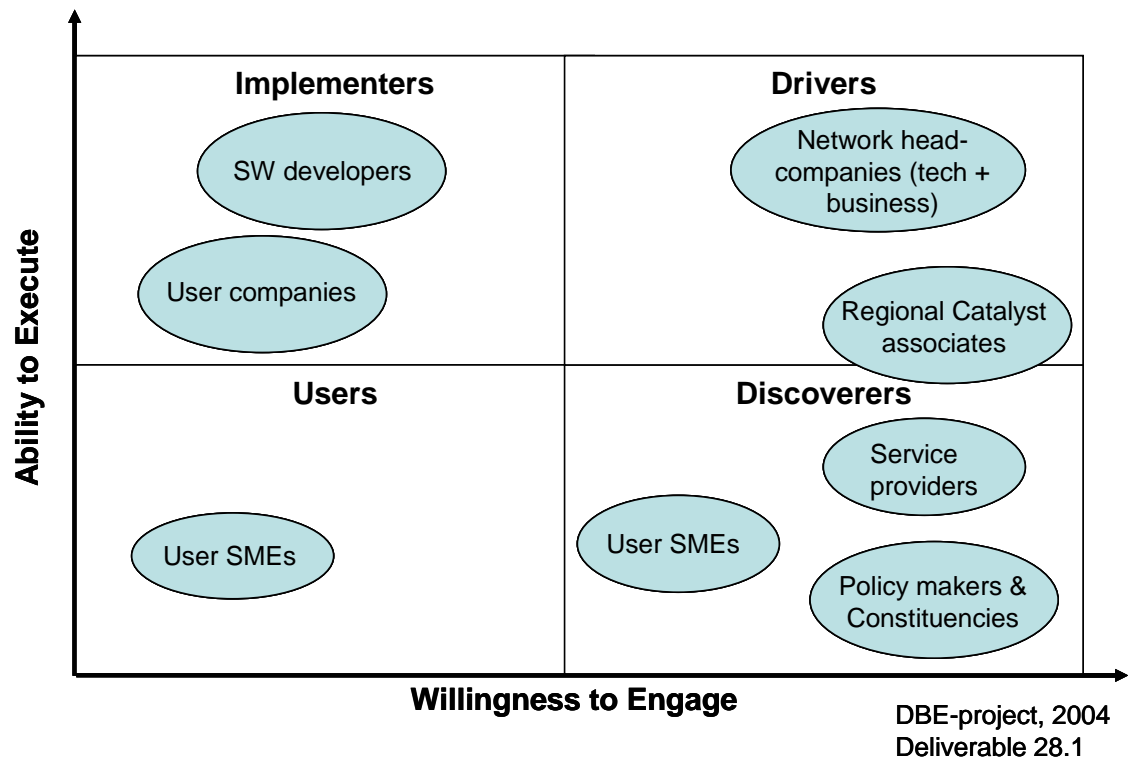 Implementers
Drivers
SW developers
Network head-
companies (tech +
business)
User companies
Regional Catalyst
associates
Ability to Execute
Users
Discoverers
Service
providers
User SMEs
User SMEs
Policy makers &
Constituencies
Willingness to Engage
DBE-project, 2004
Deliverable 28.1